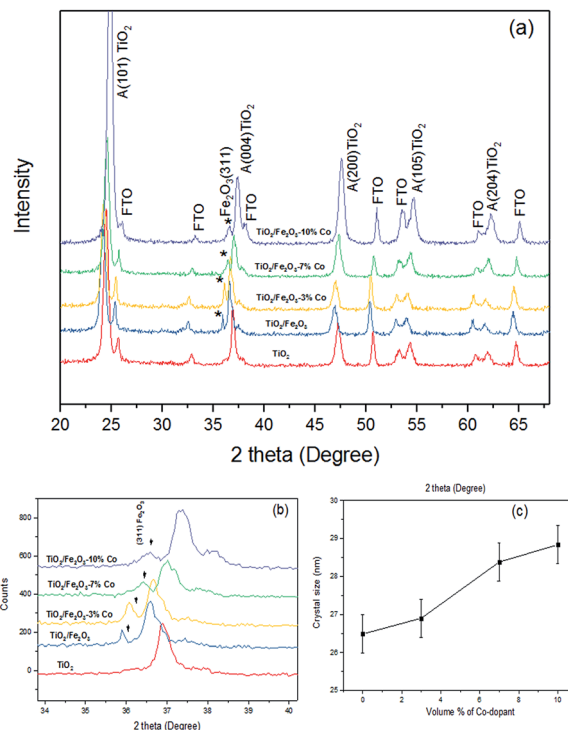 (a)
A(101) TiO2
FTO
FTO
*Fe2O3(311)
A(004)TiO2
FTO
A(200)TiO2
FTO
FTO
A(105)TiO2
FTO
A(204)TiO2
FTO
*
*
*
TiO2/Fe2O3-10% Co
TiO2/Fe2O3-7% Co
TiO2/Fe2O3-3% Co
TiO2/Fe2O3
TiO2
Intensity
20 25 30 35 40 45 50 55 60 65
2 theta (Degree)
(b)
(311) Fe2O3
TiO2/Fe2O3-10% Co
TiO2/Fe2O3-7% Co
TiO2/Fe2O3-3% Co
TiO2/Fe2O3
TiO2
Counts
800
600
400
200
0
34 35 36 37 38 39 40
2 theta (Degree)
2 theta (Degree)
(c)
Crystal size (nm)
30
29
28
27
26
25
0 2 4 6 8 10
Volume % of Co-dopant